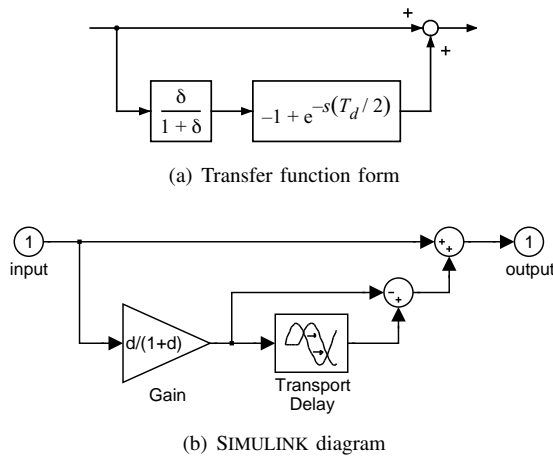 +
+
δ
1 + δ
–1 + e^–s(T_d / 2)
(a) Transfer function form
1
input
+
+
1
output
-
+
d/(1+d)
Gain
Transport
Delay
(b) SIMULINK diagram